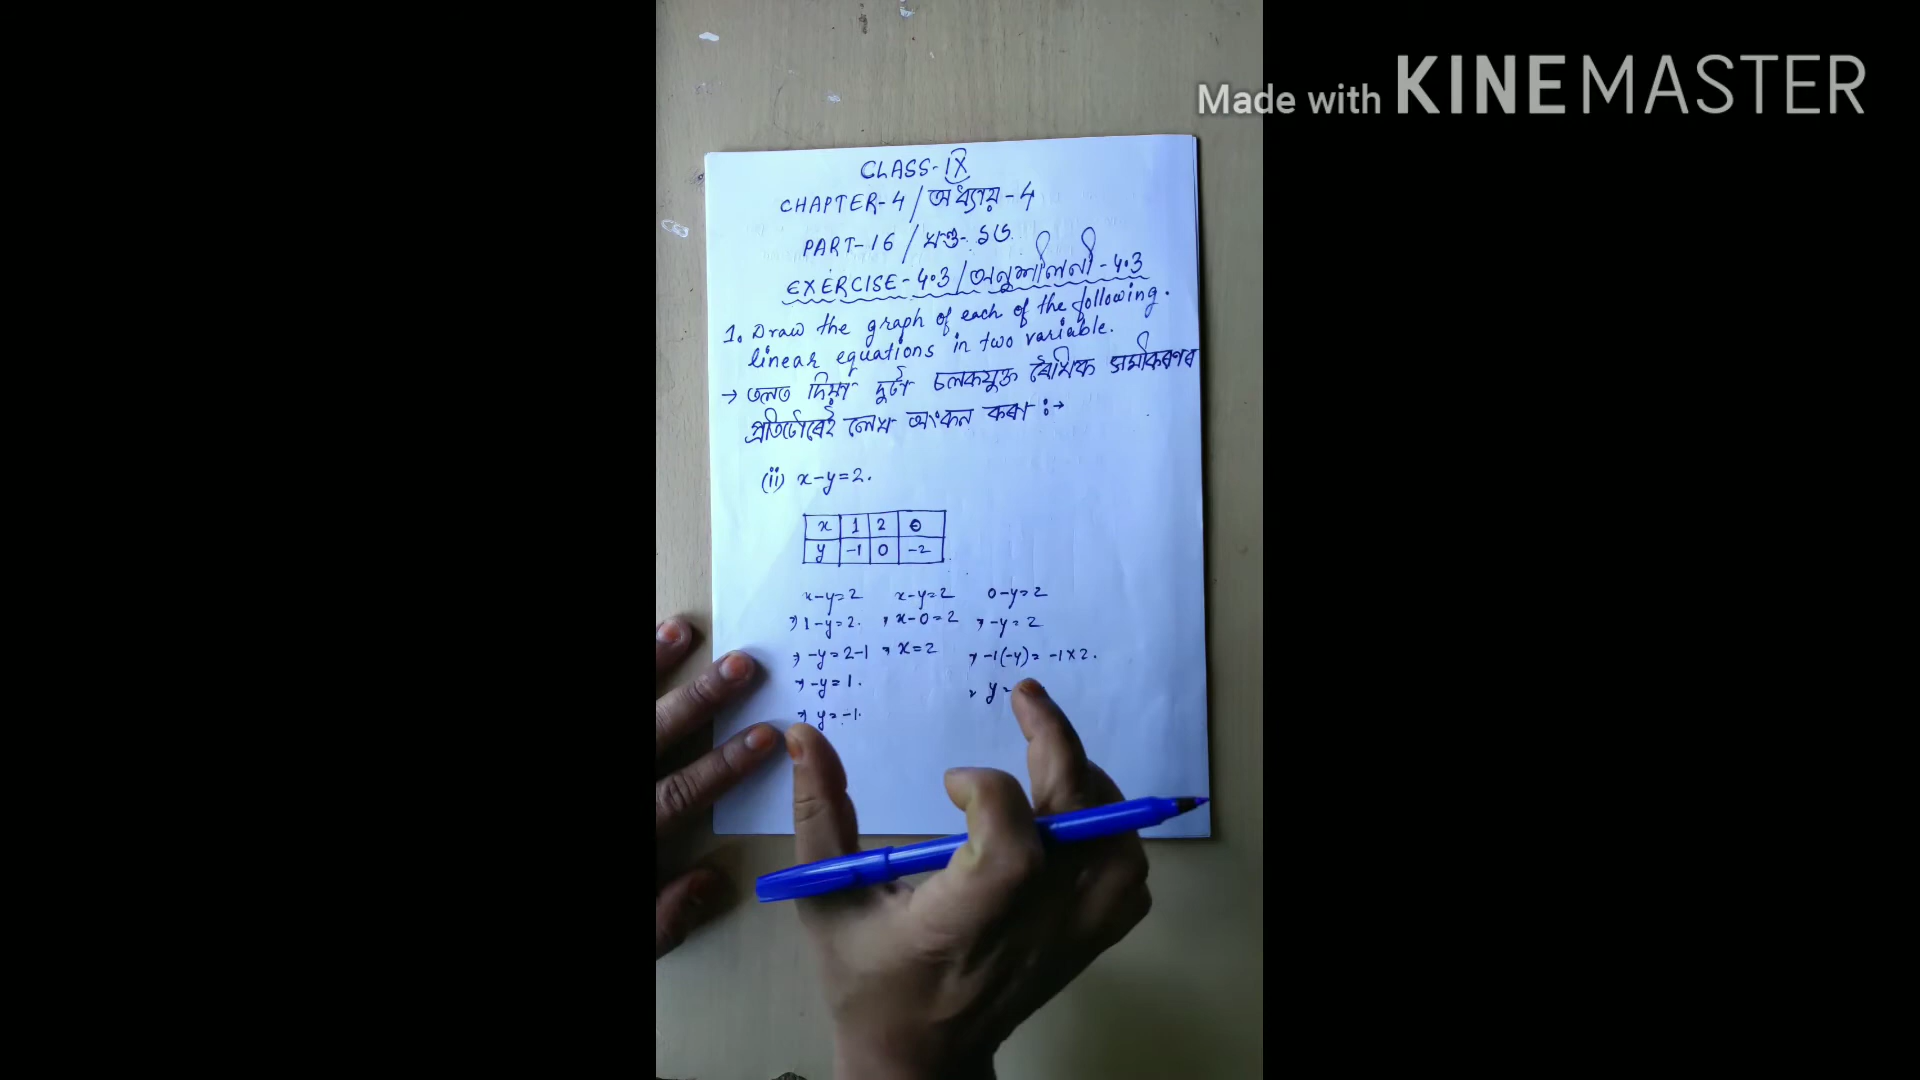 Made with KINEMASTER
CLASS-IX
CHAPTER-4 / অধ্যায়-4
PART-16 / খণ্ড-১৬
EXERCISE-4.3 / অনুশীলনী-4.3
1. Draw the graph of each of the following
linear equations in two variable.
→ তলত দিয়া দুটা চলকযুক্ত ৰৈখিক সমীকৰণৰ
প্ৰতিটোৰেই লেখ অংকন কৰা :→
(ii) x-y=2.
x 1 2 0
y -1 0 -2
x-y=2 x-y=2 0-y=2
⇒ 1-y=2. ⇒ x-0=2 ⇒ -y=2
⇒ -y=2-1 ⇒ x=2 ⇒ -1(-y)= -1×2.
⇒ -y=1. ⇒ y=
⇒ y=-1.